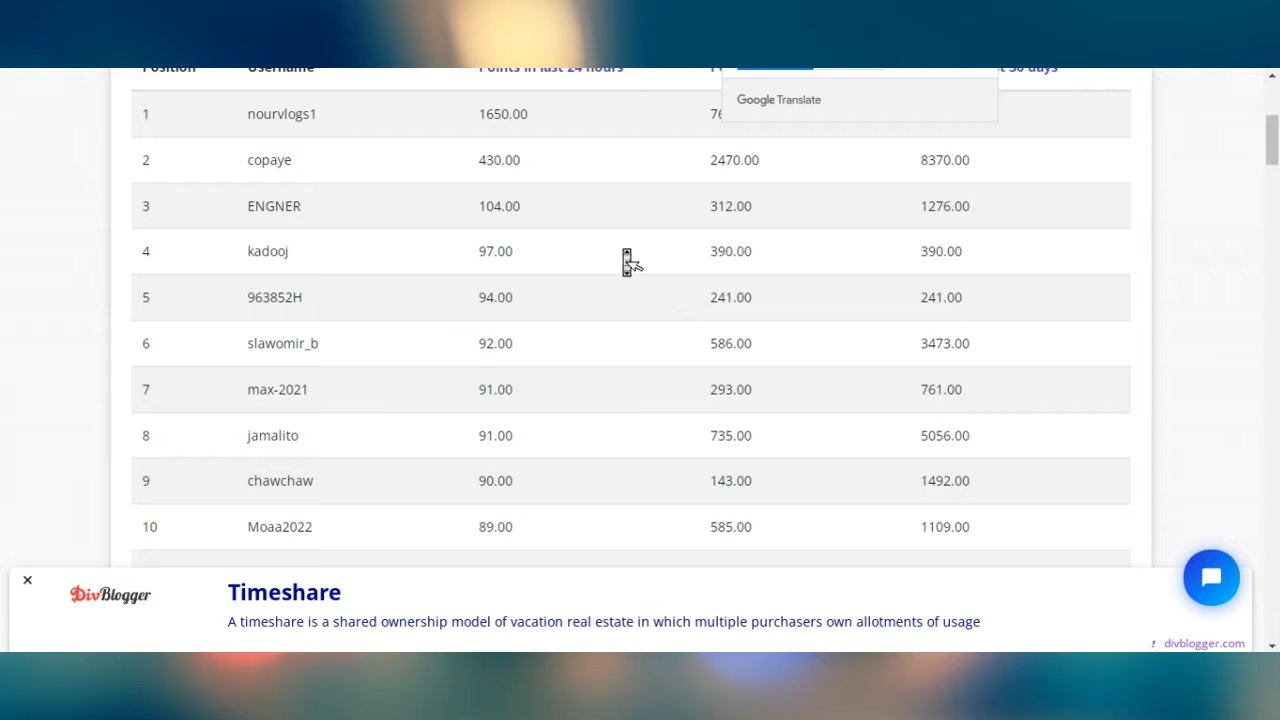 Position Username Points in last 24 hours t 30 days
Google Translate
1 nourvlogs1 1650.00
2 copaye 430.00 2470.00 8370.00
3 ENGNER 104.00 312.00 1276.00
4 kadooj 97.00 390.00 390.00
5 963852H 94.00 241.00 241.00
6 slawomir_b 92.00 586.00 3473.00
7 max-2021 91.00 293.00 761.00
8 jamalito 91.00 735.00 5056.00
9 chawchaw 90.00 143.00 1492.00
10 Moaa2022 89.00 585.00 1109.00
DivBlogger
Timeshare
A timeshare is a shared ownership model of vacation real estate in which multiple purchasers own allotments of usage
divblogger.com